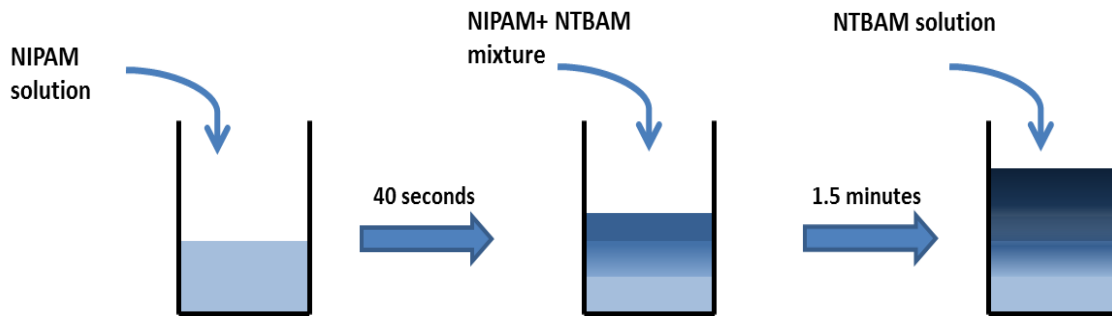 NIPAM
solution
40 seconds
NIPAM+ NTBAM
mixture
1.5 minutes
NTBAM solution